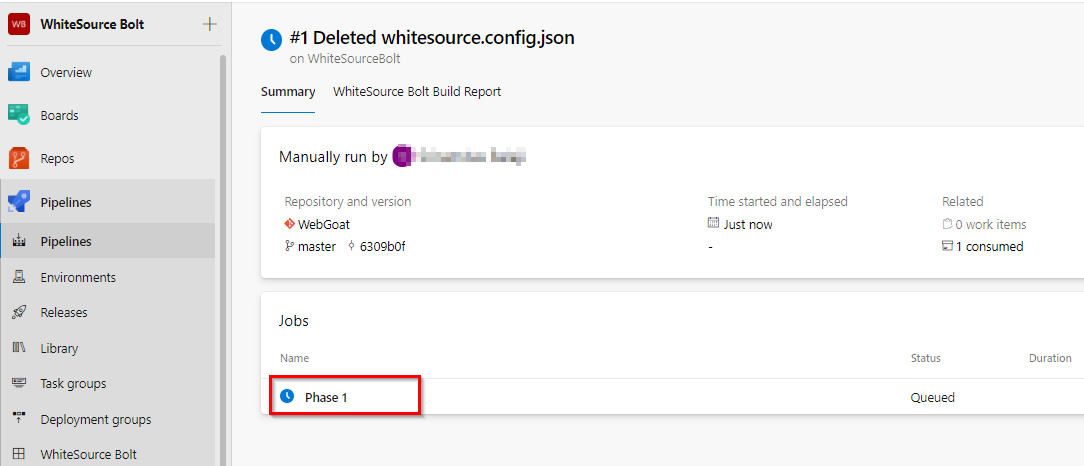 WB WhiteSource Bolt +
Overview
Boards
Repos
Pipelines
Pipelines
Environments
Releases
Library
Task groups
Deployment groups
WhiteSource Bolt
#1 Deleted whitesource.config.json
on WhiteSourceBolt
Summary WhiteSource Bolt Build Report
Manually run by
Repository and version Time started and elapsed Related
WebGoat Just now 0 work items
master 6309b0f - 1 consumed
Jobs
Name Status Duration
Phase 1 Queued